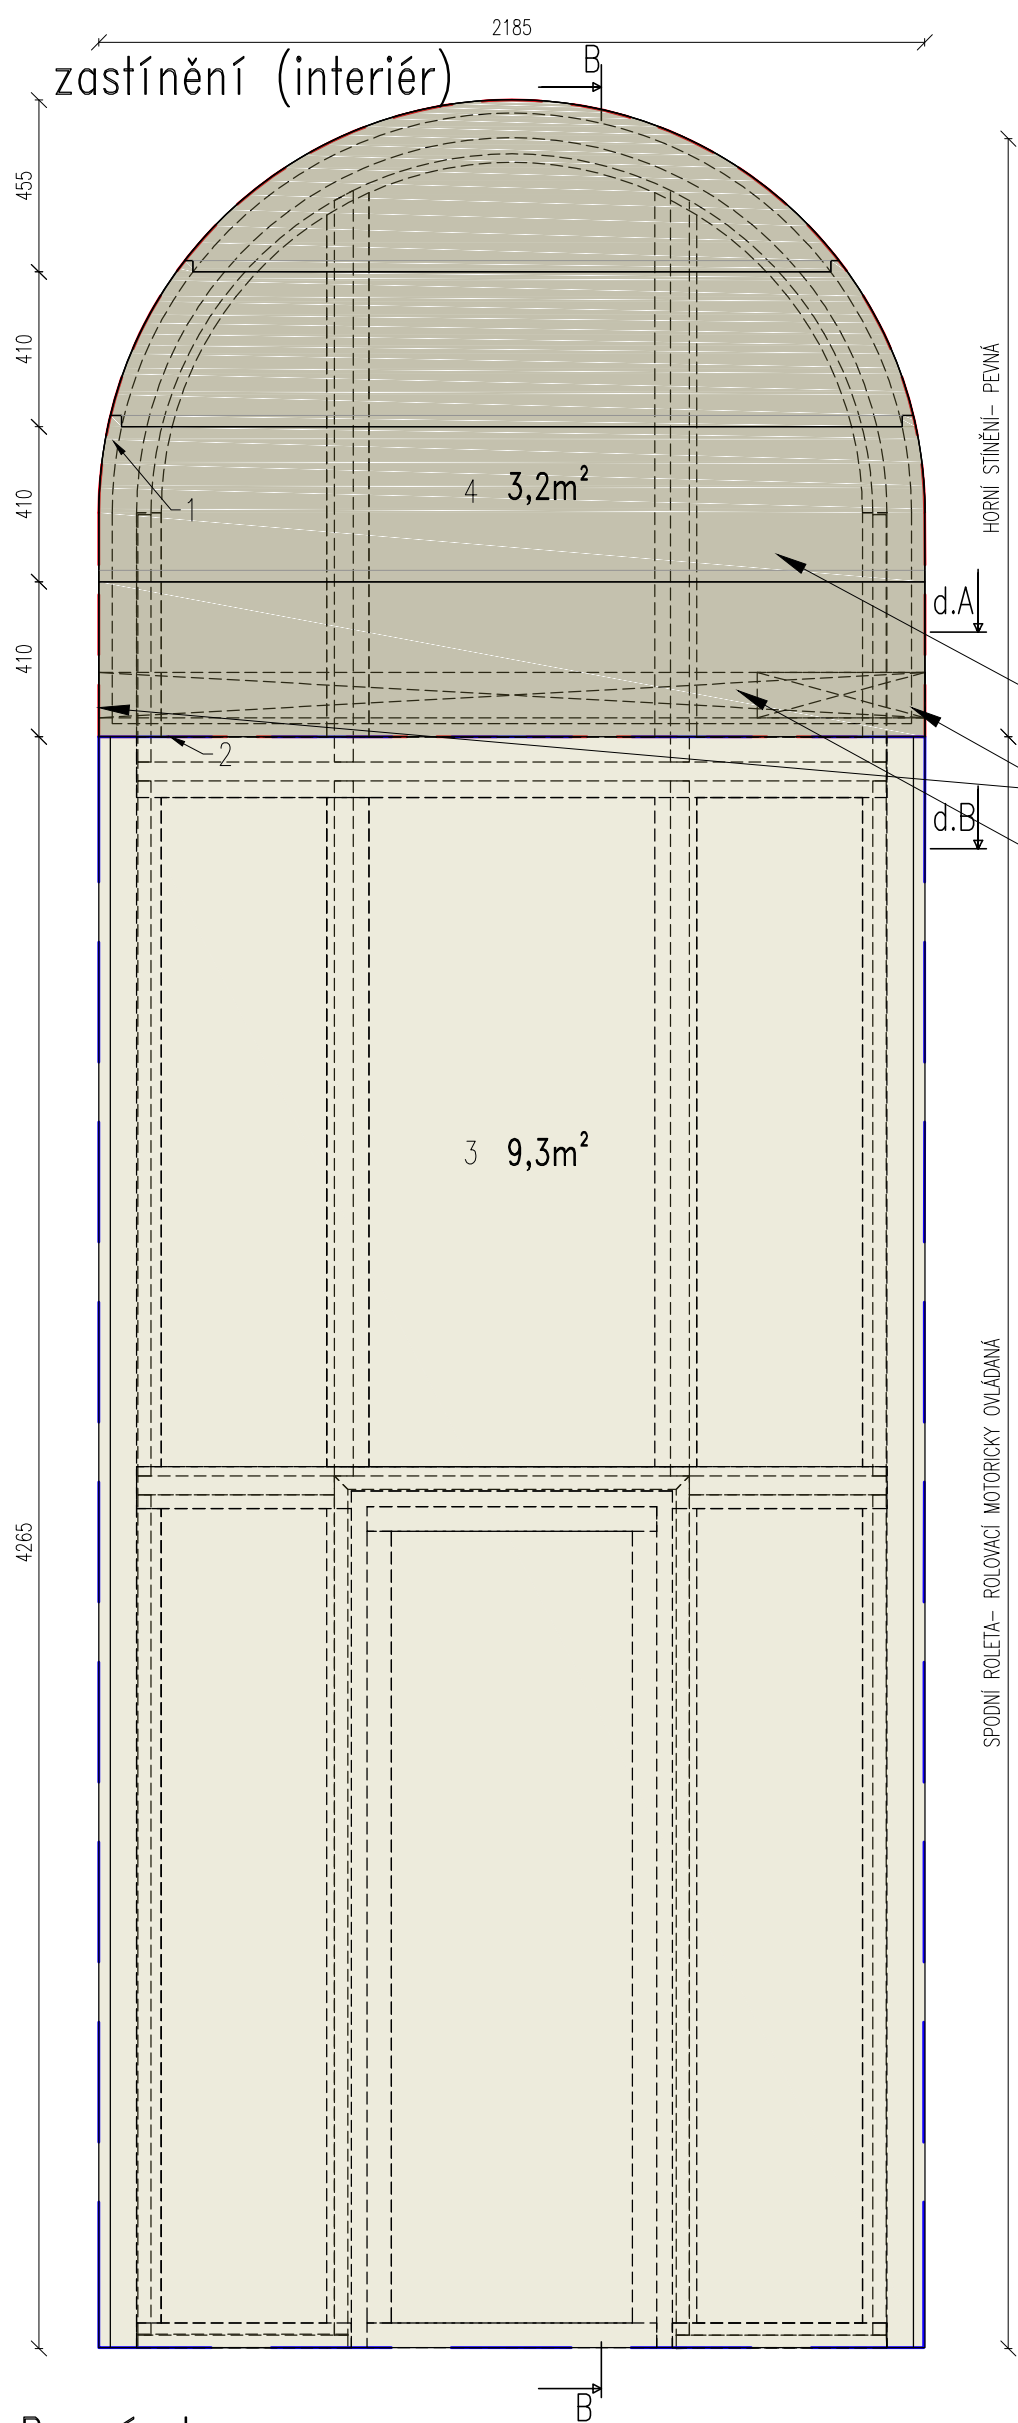 2185
zastínění (interiér)
B
455
410
HORNÍ STÍNĚNÍ- PEVNÁ
4 3,2m²
1
410
d.A
410
2
d.B
3 9,3m²
SPODNÍ ROLETA- ROLOVACÍ MOTORICKY OVLÁDANÁ
4265
B